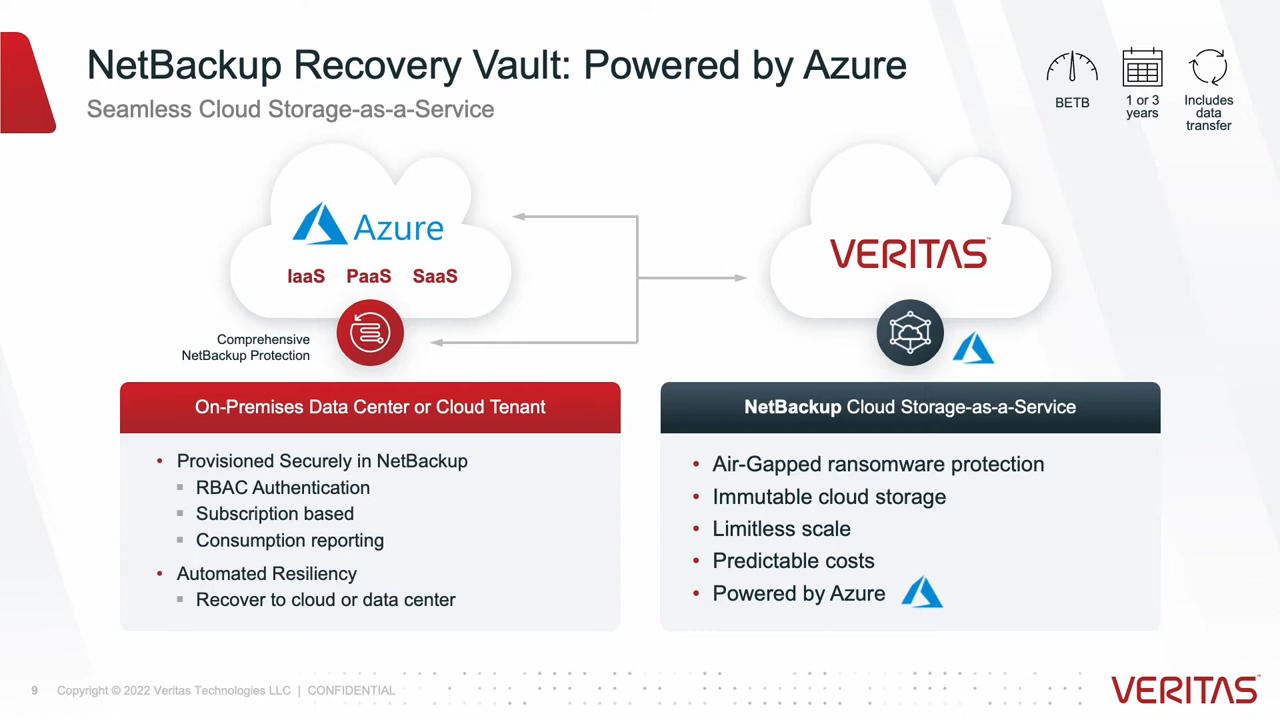 NetBackup Recovery Vault: Powered by Azure
Seamless Cloud Storage-as-a-Service
BETB
1 or 3
years
Includes
data
transfer
Azure
IaaS PaaS SaaS
Comprehensive
NetBackup Protection
VERITAS™
On-Premises Data Center or Cloud Tenant
• Provisioned Securely in NetBackup
▪ RBAC Authentication
▪ Subscription based
▪ Consumption reporting
• Automated Resiliency
▪ Recover to cloud or data center
NetBackup Cloud Storage-as-a-Service
• Air-Gapped ransomware protection
• Immutable cloud storage
• Limitless scale
• Predictable costs
• Powered by Azure
9 Copyright © 2022 Veritas Technologies LLC | CONFIDENTIAL
VERITAS